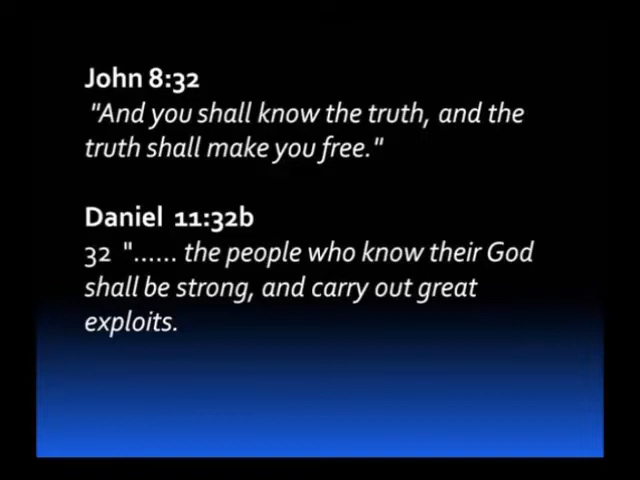 John 8:32
"And you shall know the truth, and the
truth shall make you free."
Daniel 11:32b
32 "...... the people who know their God
shall be strong, and carry out great
exploits.